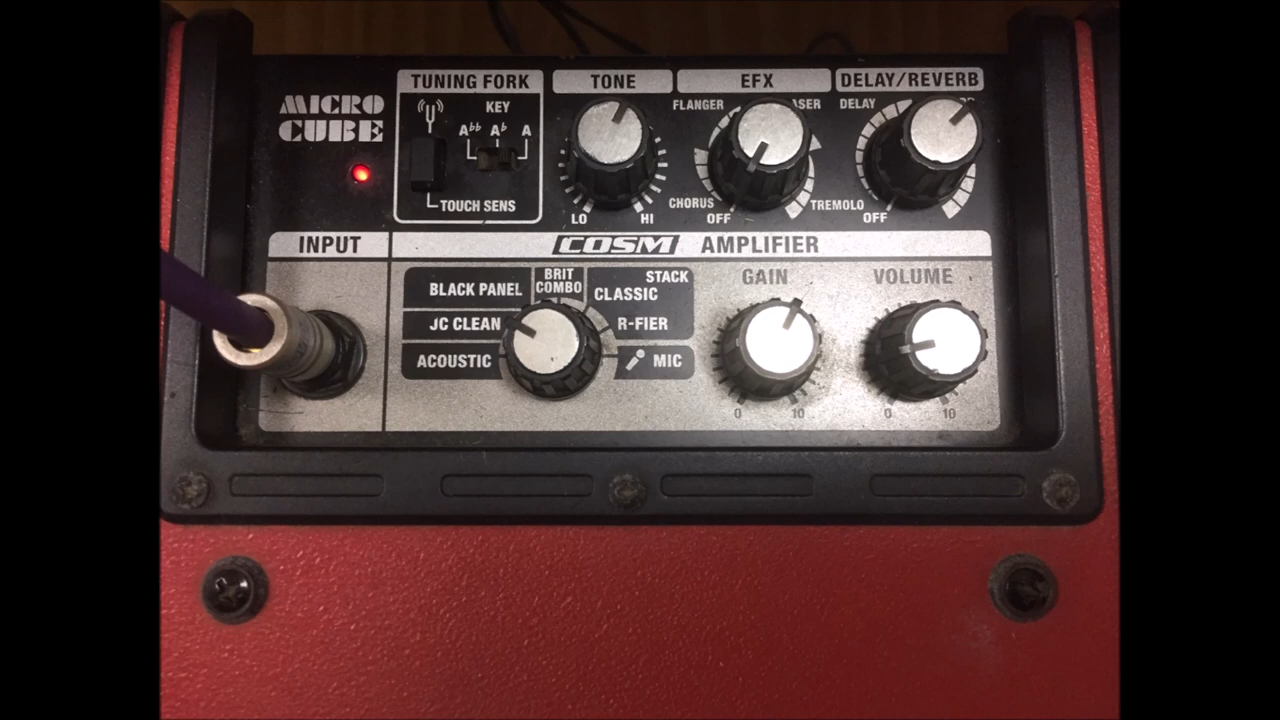 MICRO
CUBE
TUNING FORK
KEY
A♭♭ A♭ A
TOUCH SENS
TONE
LO HI
EFX
FLANGER
CHORUS
OFF
TREMOLO
DELAY/REVERB
DELAY
OFF
INPUT
COSM AMPLIFIER
BLACK PANEL
JC CLEAN
ACOUSTIC
BRIT
COMBO
STACK
CLASSIC
R-FIER
MIC
GAIN
0 10
VOLUME
0 10